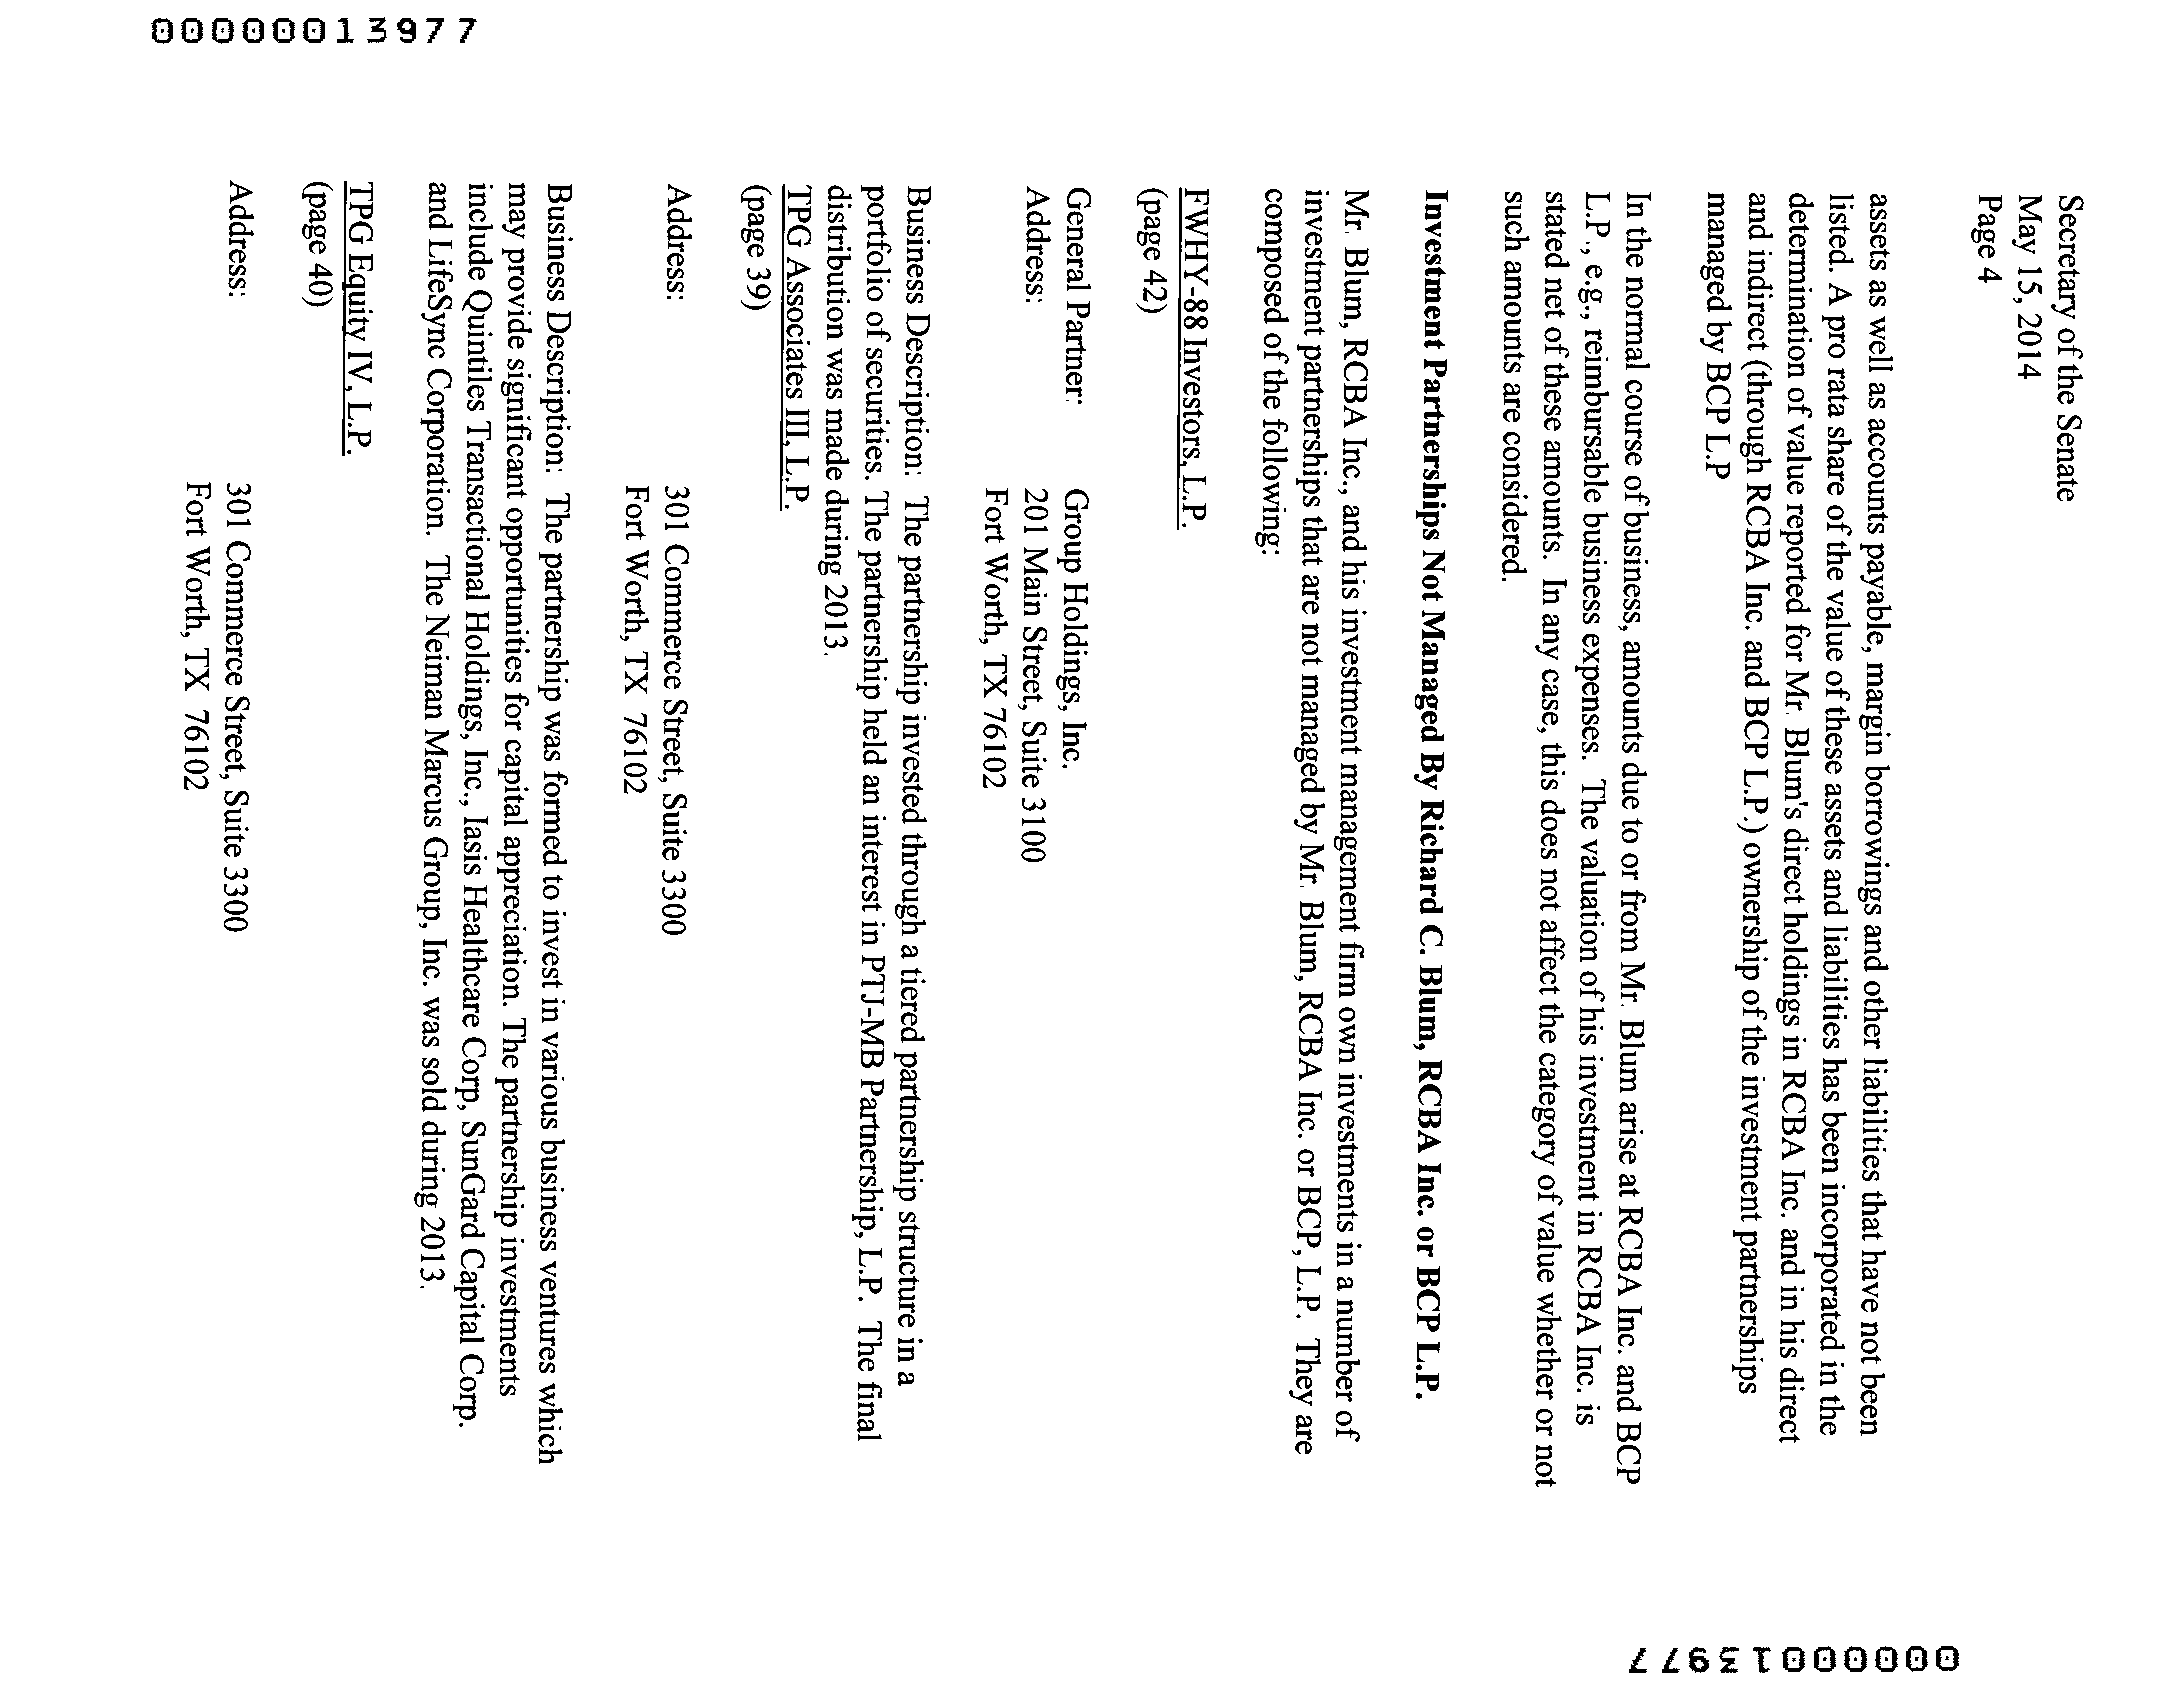 00000013977
Secretary of the Senate
May 15, 2014
Page 4
assets as well as accounts payable, margin borrowings and other liabilities that have not been
listed. A pro rata share of the value of these assets and liabilities has been incorporated in the
determination of value reported for Mr. Blum's direct holdings in RCBA Inc. and in his direct
and indirect (through RCBA Inc. and BCP L.P.) ownership of the investment partnerships
managed by BCP L.P
In the normal course of business, amounts due to or from Mr. Blum arise at RCBA Inc. and BCP
L.P., e.g., reimbursable business expenses. The valuation of his investment in RCBA Inc. is
stated net of these amounts. In any case, this does not affect the category of value whether or not
such amounts are considered.
Investment Partnerships Not Managed By Richard C. Blum, RCBA Inc. or BCP L.P.
Mr. Blum, RCBA Inc., and his investment management firm own investments in a number of
investment partnerships that are not managed by Mr. Blum, RCBA Inc. or BCP, L.P. They are
composed of the following:
FWHY-88 Investors, L.P.
(page 42)
General Partner: Group Holdings, Inc.
Address: 201 Main Street, Suite 3100
Fort Worth, TX 76102
Business Description: The partnership invested through a tiered partnership structure in a
portfolio of securities. The partnership held an interest in PTJ-MB Partnership, L.P. The final
distribution was made during 2013.
TPG Associates III, L.P.
(page 39)
Address: 301 Commerce Street, Suite 3300
Fort Worth, TX 76102
Business Description: The partnership was formed to invest in various business ventures which
may provide significant opportunities for capital appreciation. The partnership investments
include Quintiles Transactional Holdings, Inc., Iasis Healthcare Corp, SunGard Capital Corp.
and LifeSync Corporation. The Neiman Marcus Group, Inc. was sold during 2013.
TPG Equity IV, L.P.
(page 40)
Address: 301 Commerce Street, Suite 3300
Fort Worth, TX 76102
00000013977